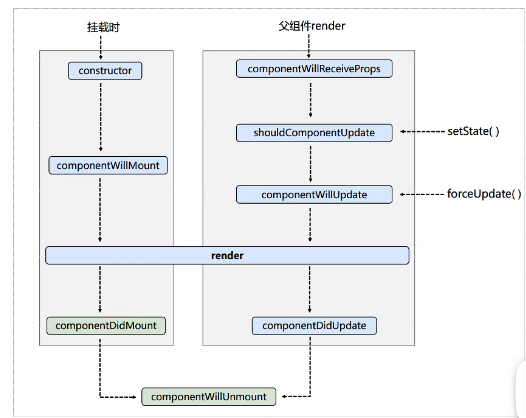 挂载时
父组件render
constructor
componentWillReceiveProps
shouldComponentUpdate
setState( )
componentWillMount
componentWillUpdate
forceUpdate( )
render
componentDidMount
componentDidUpdate
componentWillUnmount